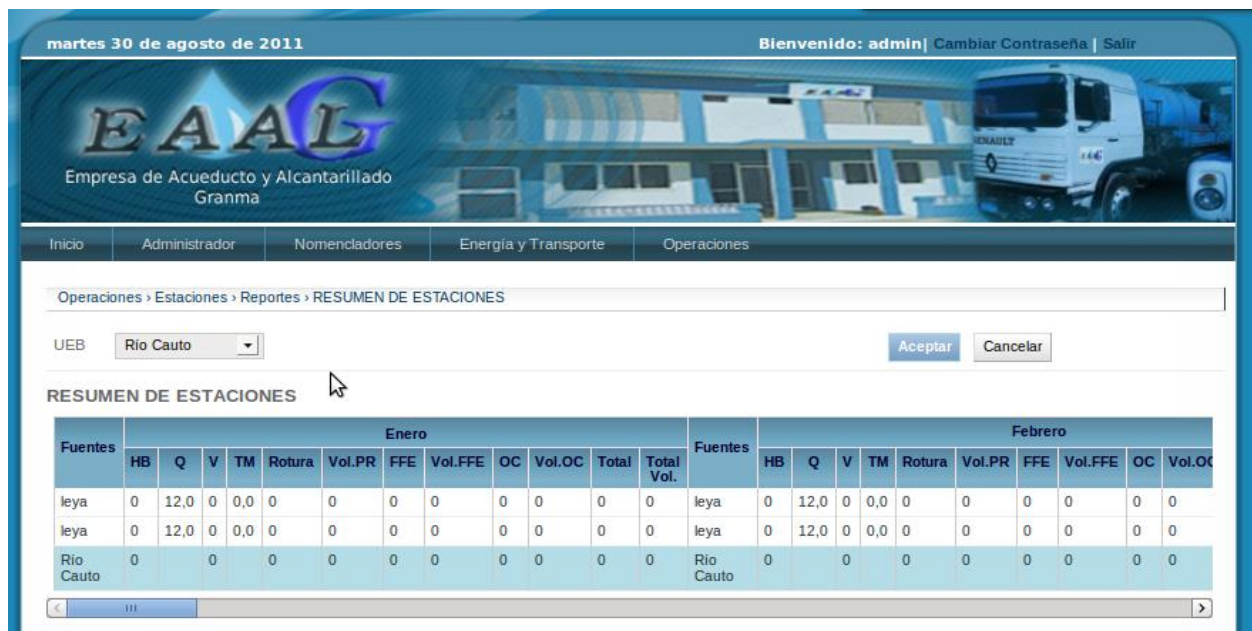 martes 30 de agosto de 2011 Bienvenido: admin| Cambiar Contraseña | Salir
EAAG
Empresa de Acueducto y Alcantarillado
Granma
RENAULT
Inicio Administrador Nomencladores Energía y Transporte Operaciones
Operaciones › Estaciones › Reportes › RESUMEN DE ESTACIONES
UEB Río Cauto Aceptar Cancelar
RESUMEN DE ESTACIONES
Fuentes Enero Fuentes Febrero
HB Q V TM Rotura Vol.PR FFE Vol.FFE OC Vol.OC Total Total Vol. HB Q V TM Rotura Vol.PR FFE Vol.FFE OC
leya 0 12,0 0 0,0 0 0 0 0 0 0 0 0 leya 0 12,0 0 0,0 0 0 0 0 0 0
leya 0 12,0 0 0,0 0 0 0 0 0 0 0 0 leya 0 12,0 0 0,0 0 0 0 0 0 0
Río Cauto 0 0 0 0 0 0 0 0 0 0 Río Cauto 0 0 0 0 0 0 0 0